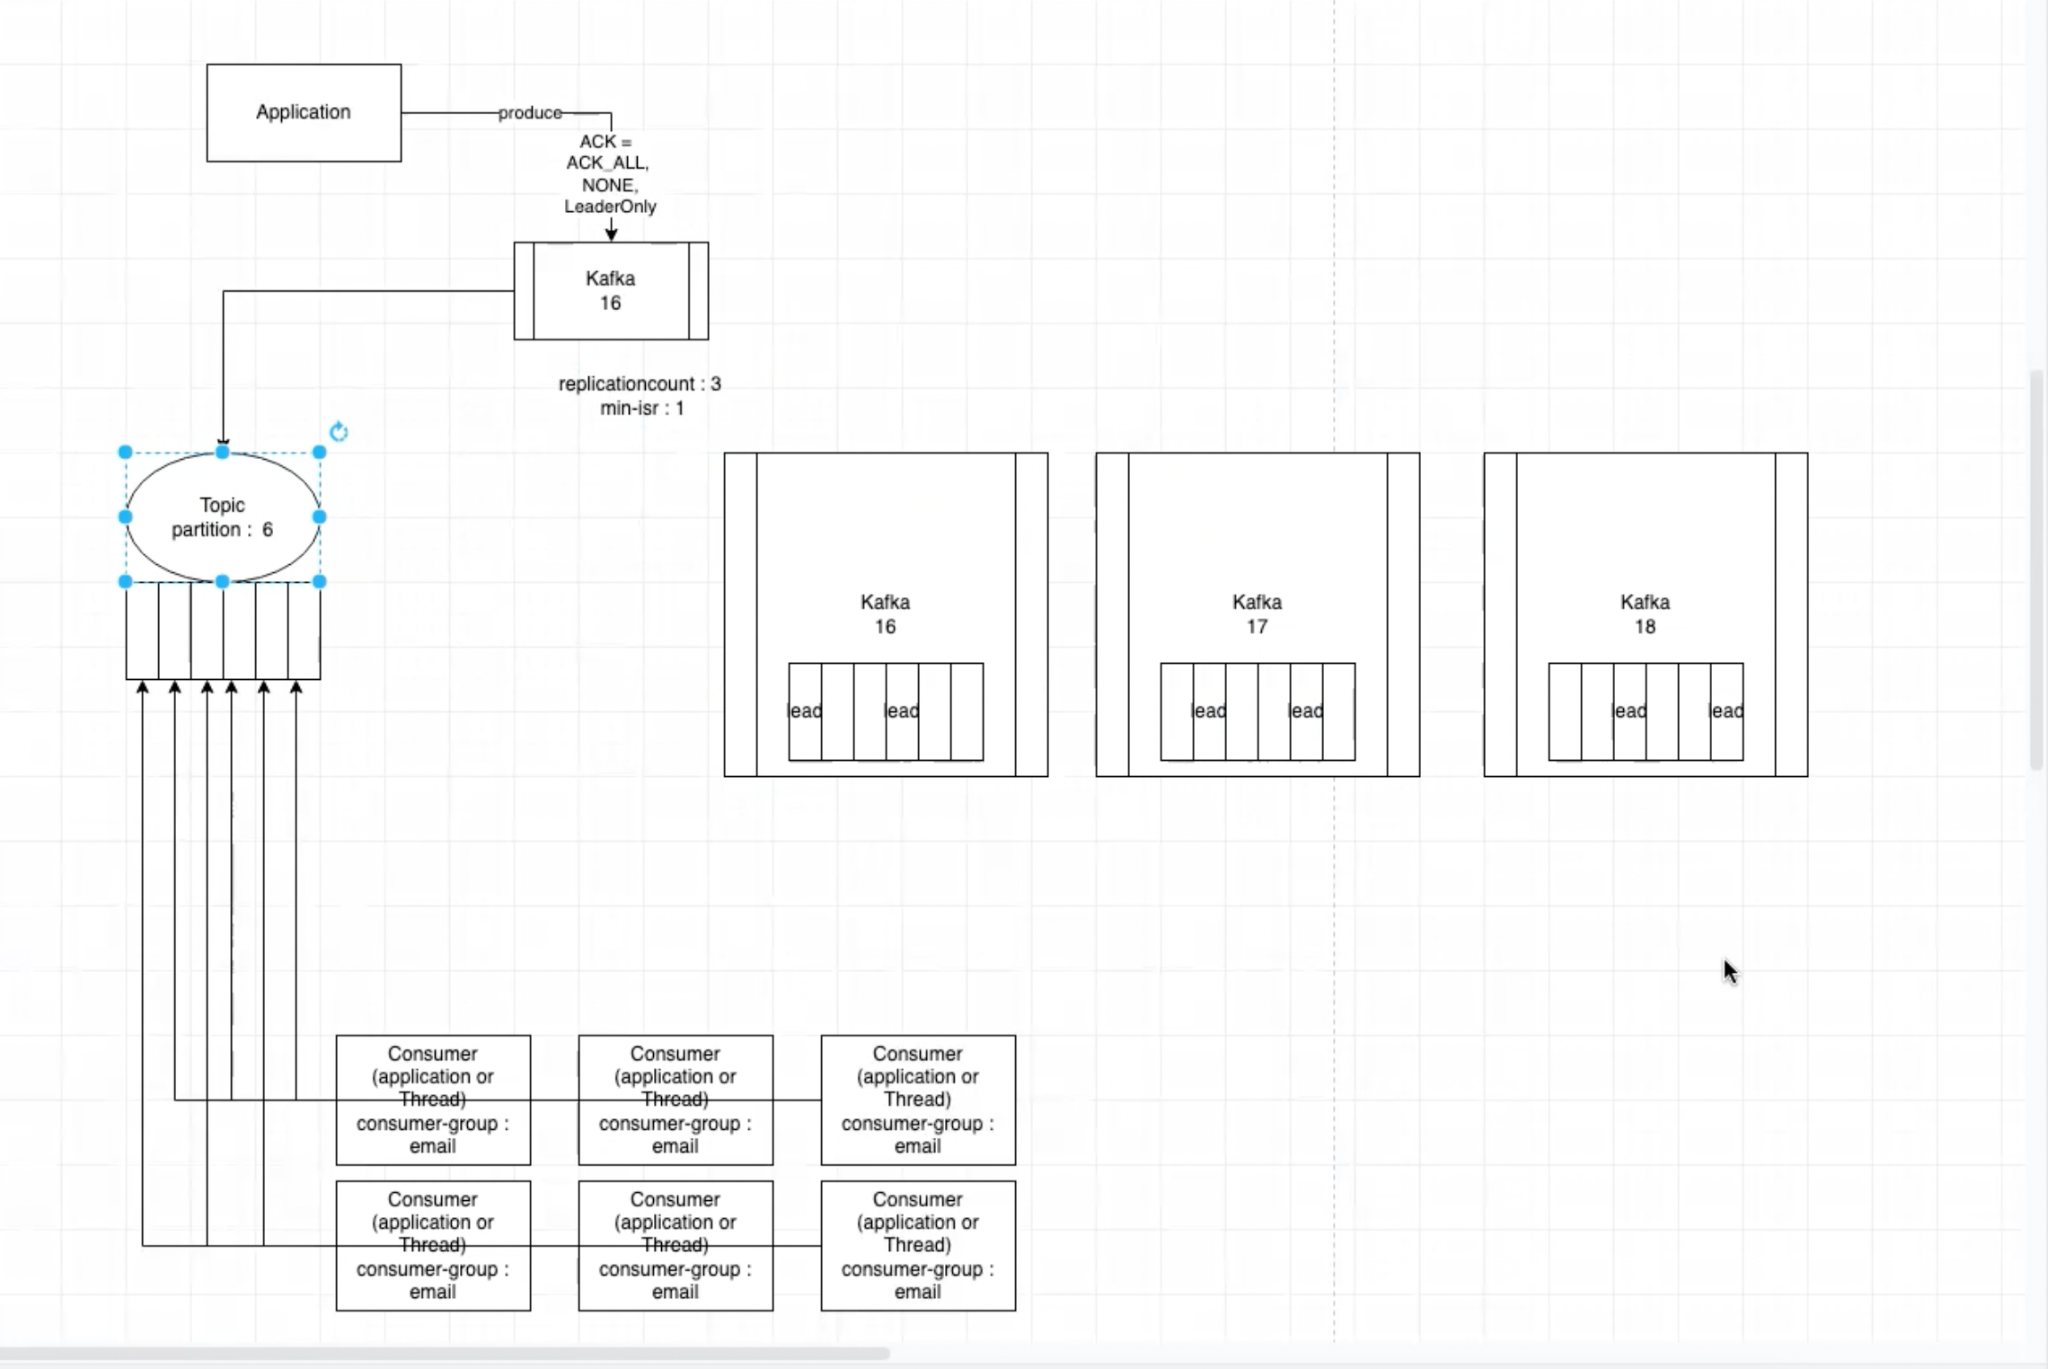 Application
produce
ACK =
ACK_ALL,
NONE,
LeaderOnly
Kafka
16
replicationcount : 3
min-isr : 1
Topic
partition :  6
Kafka
16
lead
lead
Kafka
17
lead
lead
Kafka
18
lead
lead
Consumer
(application or
Thread)
consumer-group :
email
Consumer
(application or
Thread)
consumer-group :
email
Consumer
(application or
Thread)
consumer-group :
email
Consumer
(application or
Thread)
consumer-group :
email
Consumer
(application or
Thread)
consumer-group :
email
Consumer
(application or
Thread)
consumer-group :
email